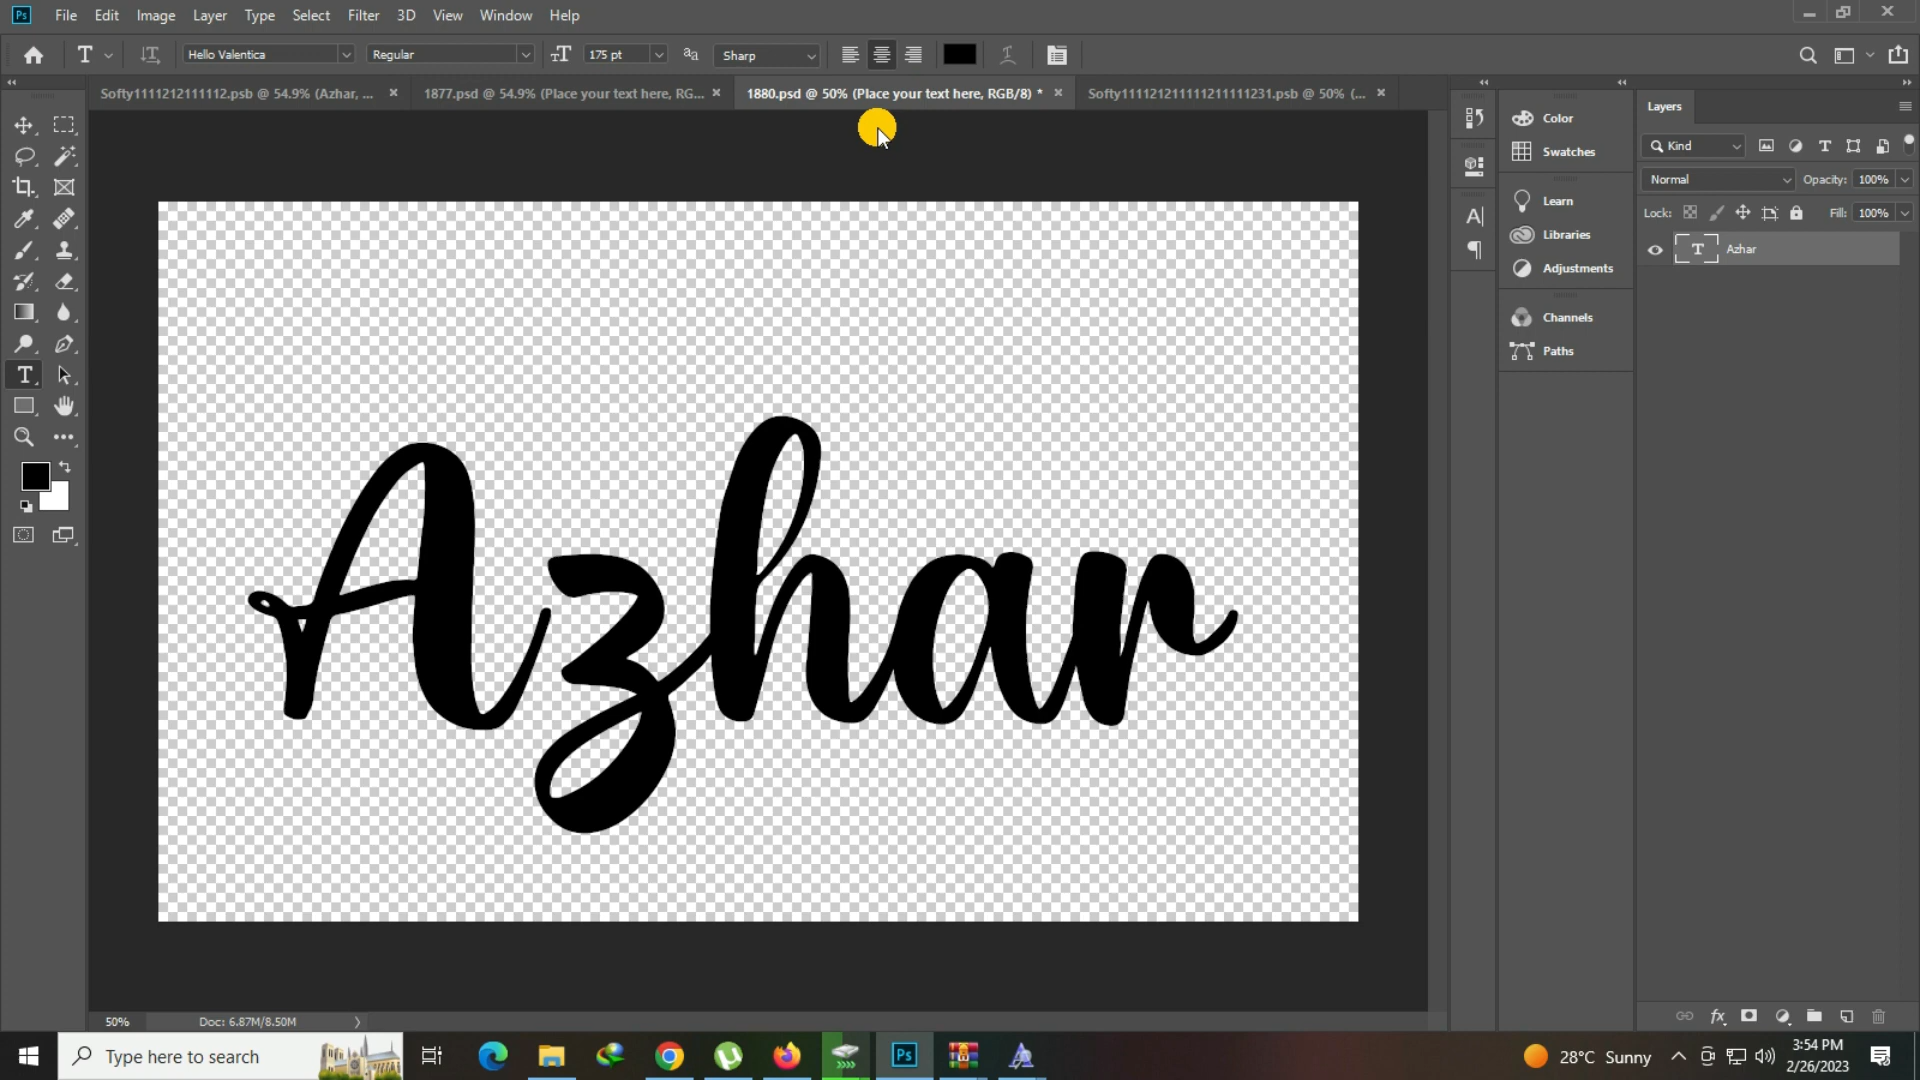 Ps File Edit Image Layer Type Select Filter 3D View Window Help
T Hello Valentica Regular 175 pt aa Sharp
Softy1111212111112.psb @ 54.9% (Azhar, ... × 1877.psd @ 54.9% (Place your text here, RG... × 1880.psd @ 50% (Place your text here, RGB/8) * × Softy111121211111211111231.psb @ 50% (... ×
Layers
Color
Kind
Swatches
Normal Opacity: 100%
Learn
Lock: Fill: 100%
Libraries
T Azhar
Adjustments
Channels
Paths
Azhar
50% Doc: 6.87M/8.50M
Type here to search
28°C Sunny
3:54 PM
2/26/2023